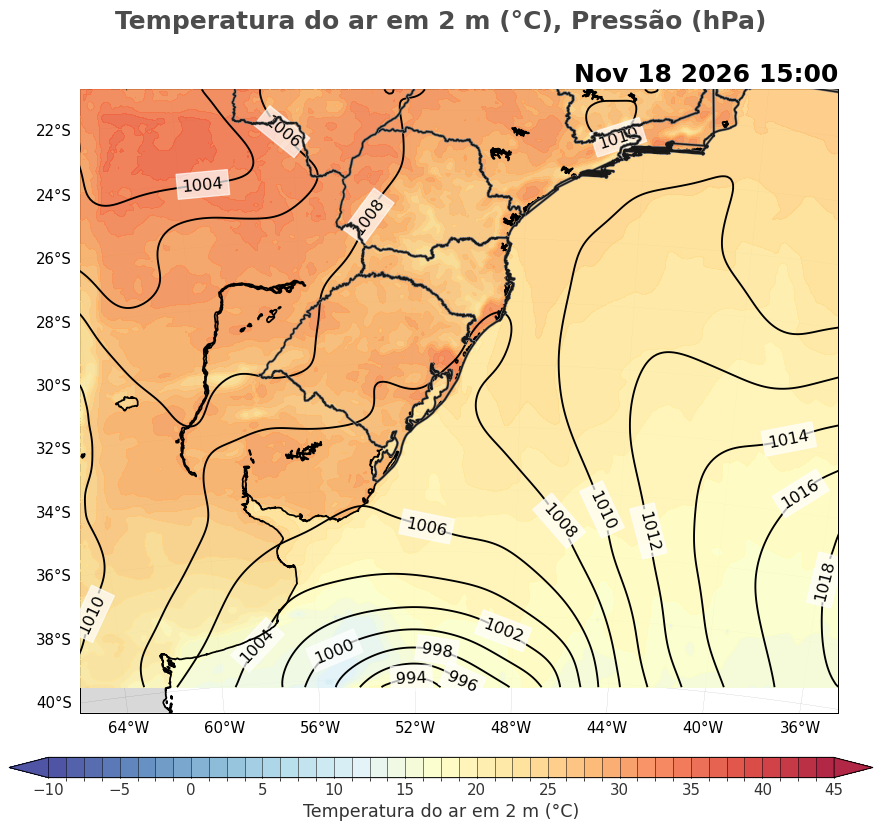 Temperatura do ar em 2 m (°C), Pressão (hPa)
Nov 18 2026 15:00
22°S
24°S
26°S
28°S
30°S
32°S
34°S
36°S
38°S
40°S
1006
1010
1004
1008
1014
1016
1006
1008
1010
1012
1018
1010
1004
1002
1000
998
996
994
64°W
60°W
56°W
52°W
48°W
44°W
40°W
36°W
−10
−5
0
5
10
15
20
25
30
35
40
45
Temperatura do ar em 2 m (°C)